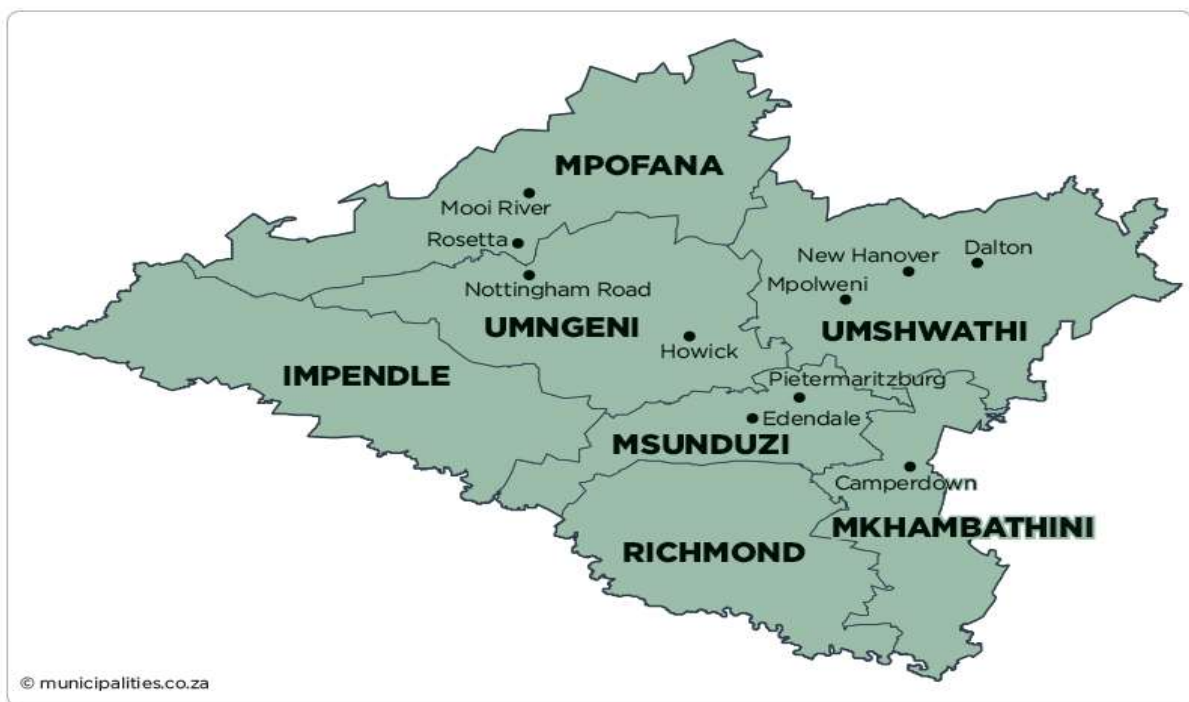 MPOFANA
Mooi River
Rosetta
New Hanover
Dalton
Nottingham Road
Mpolweni
UMNGENI
UMSHWATHI
Howick
IMPENDLE
Pietermaritzburg
Edendale
MSUNDUZI
Camperdown
MKHAMBATHINI
RICHMOND
© municipalities.co.za